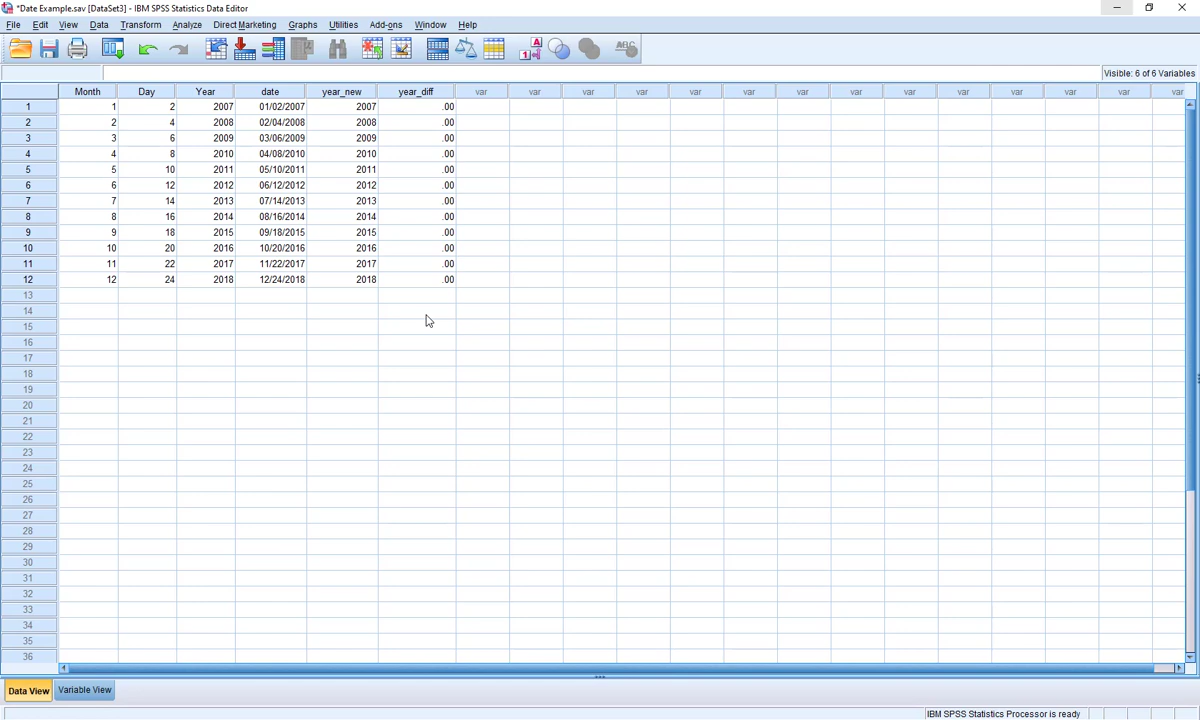 *Date Example.sav [DataSet3] - IBM SPSS Statistics Data Editor
File Edit View Data Transform Analyze Direct Marketing Graphs Utilities Add-ons Window Help
Visible: 6 of 6 Variables
Month Day Year date year_new year_diff var var var var var var var var var var var var var var
1 1 2 2007 01/02/2007 2007 .00
2 2 4 2008 02/04/2008 2008 .00
3 3 6 2009 03/06/2009 2009 .00
4 4 8 2010 04/08/2010 2010 .00
5 5 10 2011 05/10/2011 2011 .00
6 6 12 2012 06/12/2012 2012 .00
7 7 14 2013 07/14/2013 2013 .00
8 8 16 2014 08/16/2014 2014 .00
9 9 18 2015 09/18/2015 2015 .00
10 10 20 2016 10/20/2016 2016 .00
11 11 22 2017 11/22/2017 2017 .00
12 12 24 2018 12/24/2018 2018 .00
13
14
15
16
17
18
19
20
21
22
23
24
25
26
27
28
29
30
31
32
33
34
35
36
Data View Variable View
IBM SPSS Statistics Processor is ready